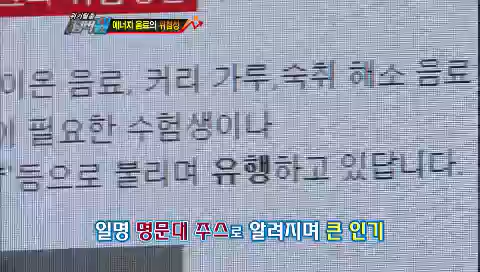 에너지 음료의 위험성
이온 음료, 커피 가루, 숙취 해소 음료
이 필요한 수험생이나
등으로 불리며 유행하고 있답니다.
일명 명문대 주스로 알려지며 큰 인기